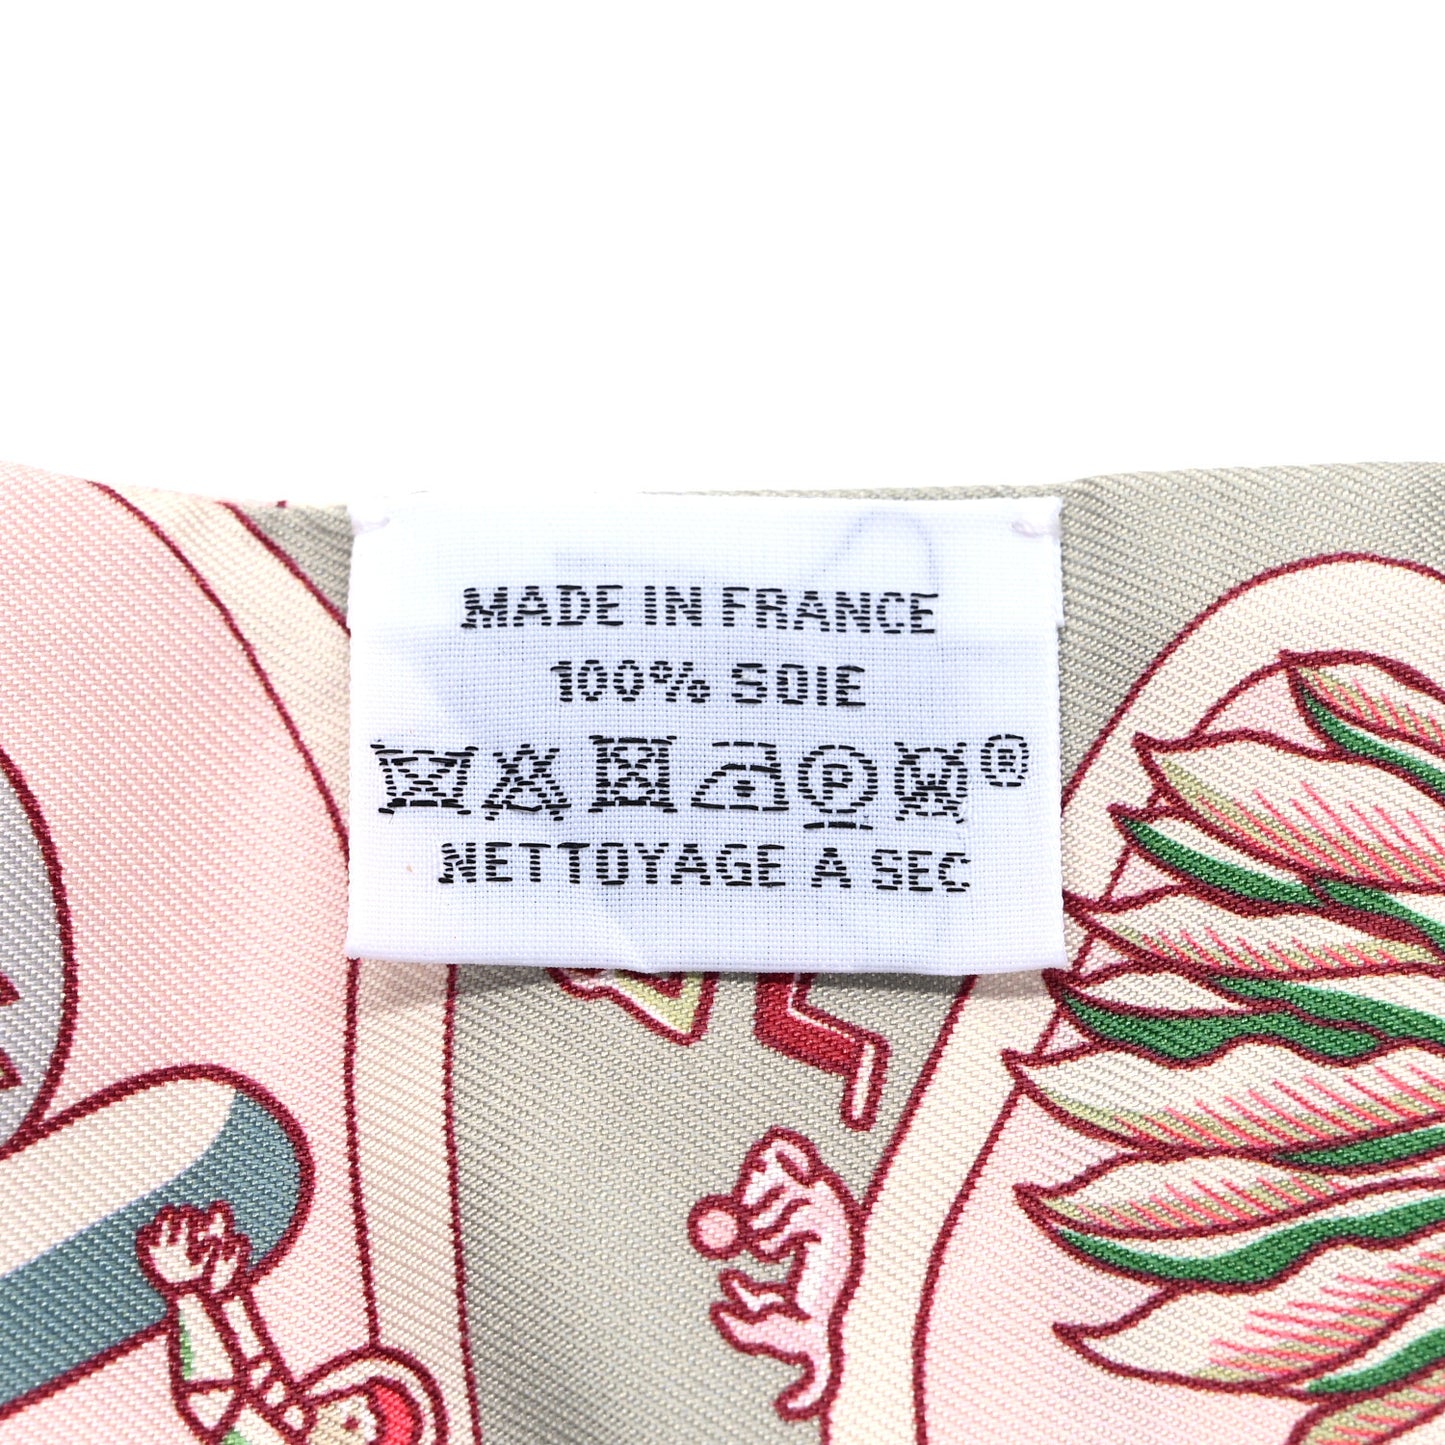 MADE IN FRANCE
100% SOIE
P ®
NETTOYAGE A SEC